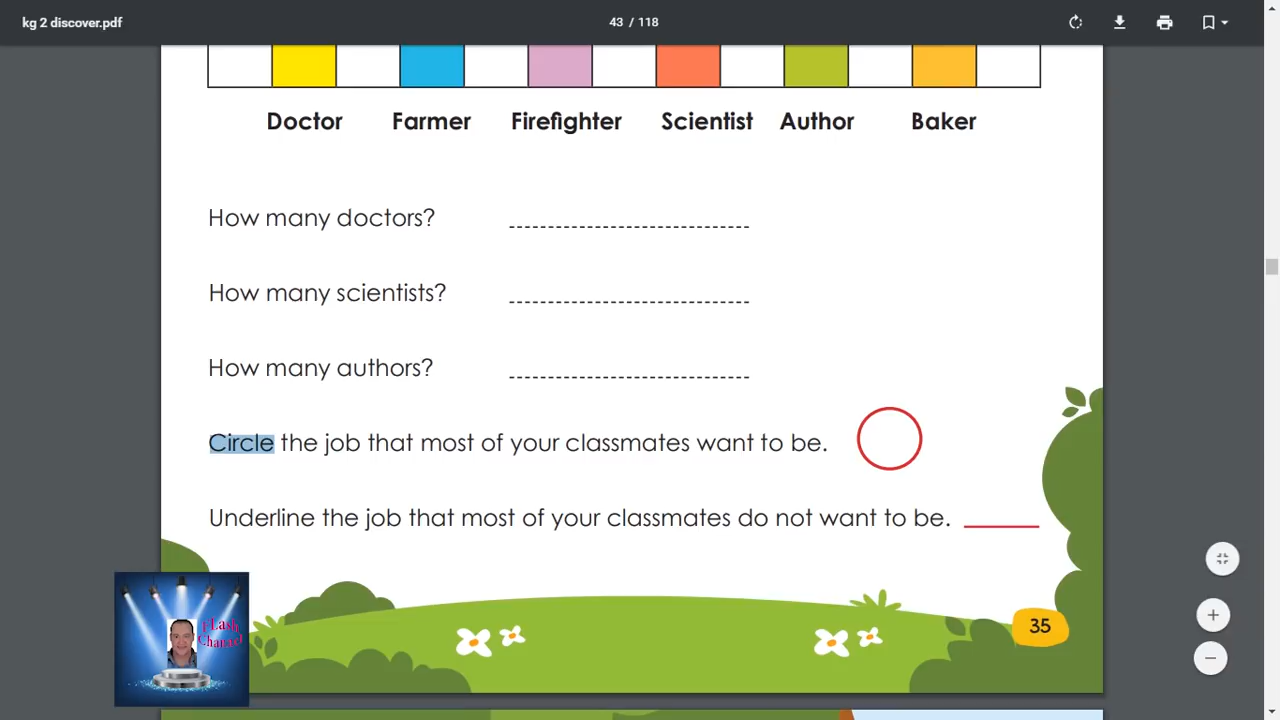 kg 2 discover.pdf
43 / 118
Doctor Farmer Firefighter Scientist Author Baker
How many doctors?
How many scientists?
How many authors?
Circle the job that most of your classmates want to be.
Underline the job that most of your classmates do not want to be.
fLash
Channel
35